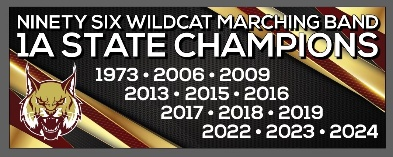 NINETY SIX WILDCAT MARCHING BAND
1A STATE CHAMPIONS
1973 • 2006 • 2009
2013 • 2015 • 2016
2017 • 2018 • 2019
2022 • 2023 • 2024